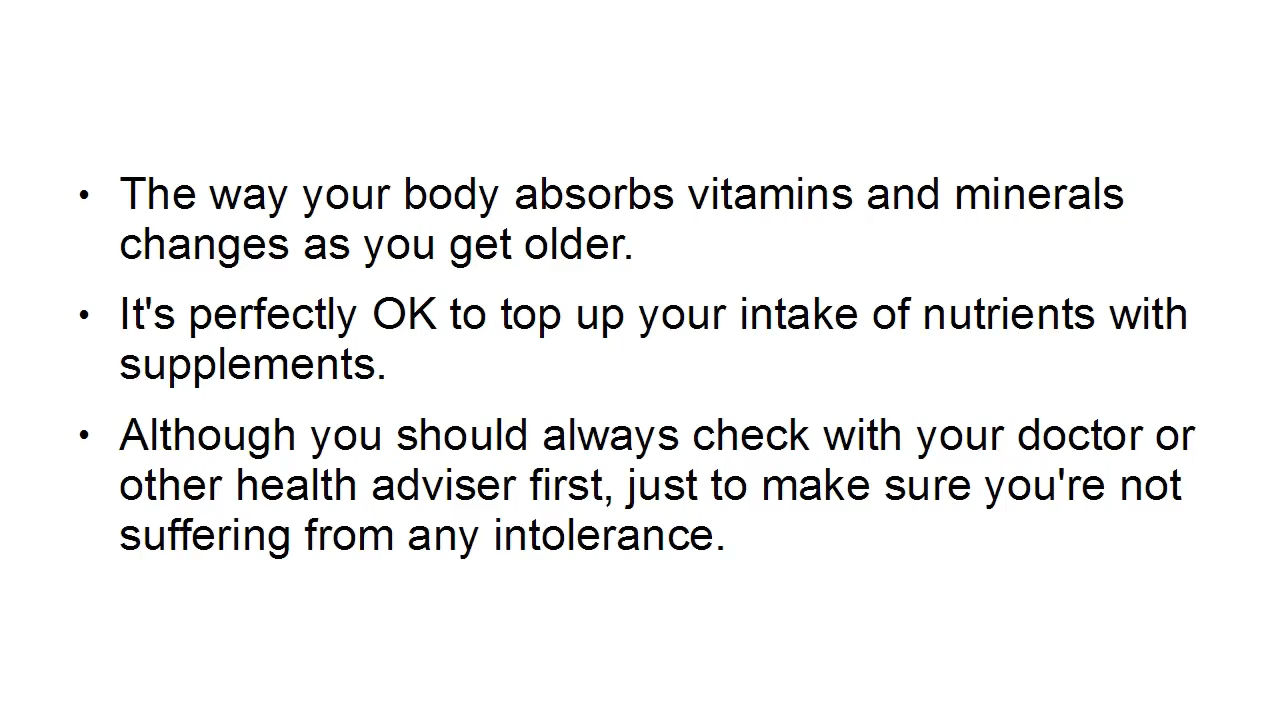 • The way your body absorbs vitamins and minerals
changes as you get older.
• It's perfectly OK to top up your intake of nutrients with
supplements.
• Although you should always check with your doctor or
other health adviser first, just to make sure you're not
suffering from any intolerance.